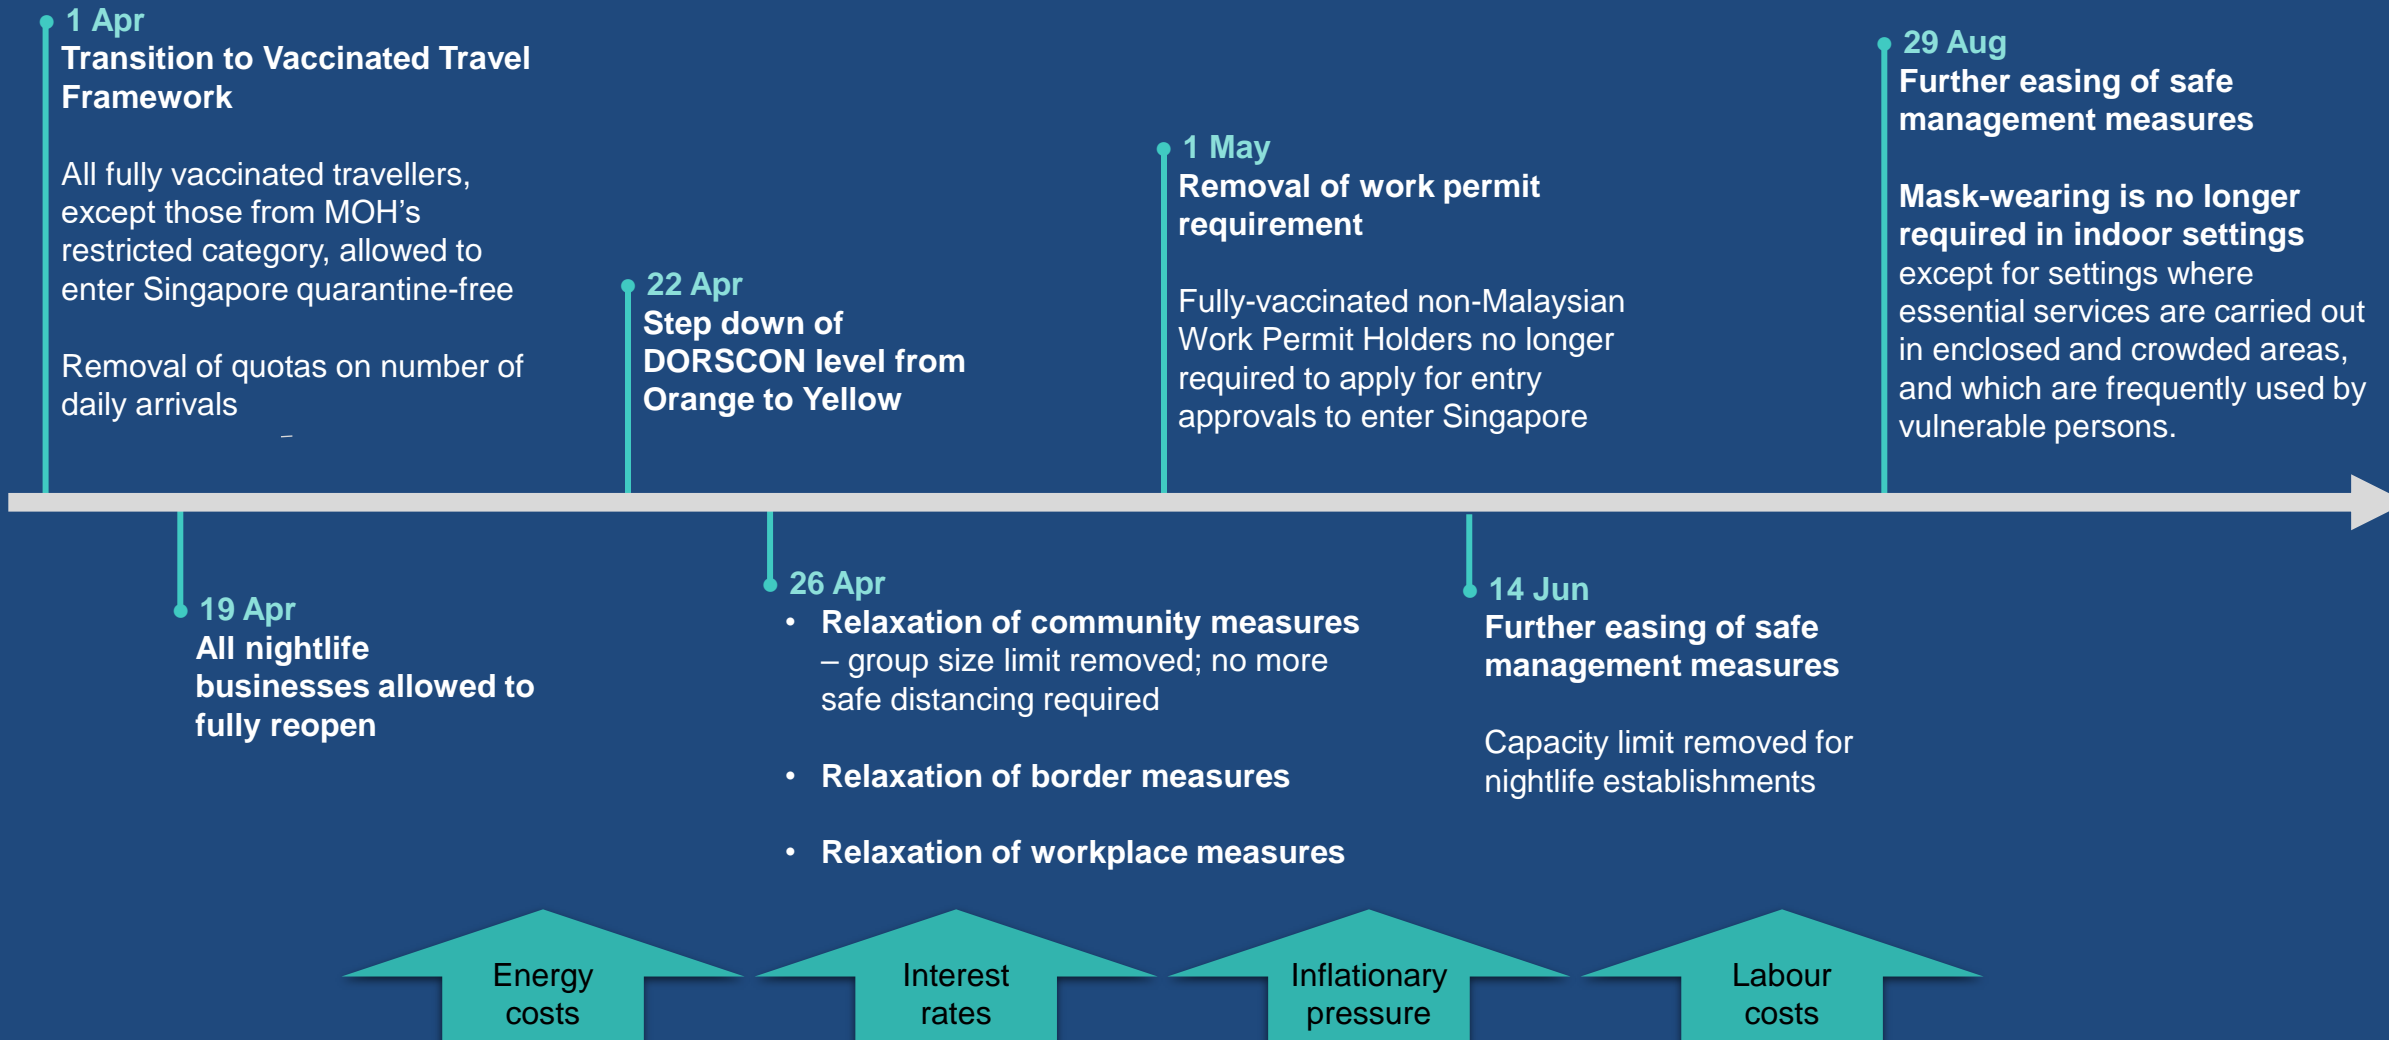 1 Apr
Transition to Vaccinated Travel
Framework
All fully vaccinated travellers,
except those from MOH's
restricted category, allowed to
enter Singapore quarantine-free
Removal of quotas on number of
daily arrivals
–
22 Apr
Step down of
DORSCON level from
Orange to Yellow
1 May
Removal of work permit
requirement
Fully-vaccinated non-Malaysian
Work Permit Holders no longer
required to apply for entry
approvals to enter Singapore
29 Aug
Further easing of safe
management measures
Mask-wearing is no longer
required in indoor settings
except for settings where
essential services are carried out
in enclosed and crowded areas,
and which are frequently used by
vulnerable persons.
19 Apr
All nightlife
businesses allowed to
fully reopen
26 Apr
• Relaxation of community measures
– group size limit removed; no more
safe distancing required
• Relaxation of border measures
• Relaxation of workplace measures
14 Jun
Further easing of safe
management measures
Capacity limit removed for
nightlife establishments
Energy
costs
Interest
rates
Inflationary
pressure
Labour
costs